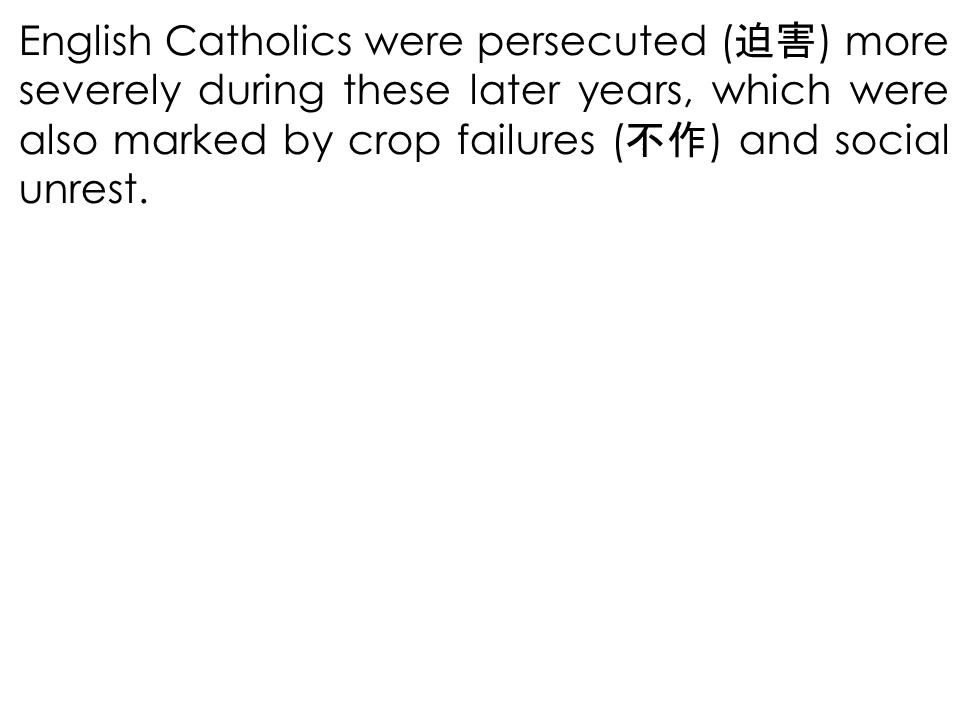 English Catholics were persecuted (迫害) more
severely during these later years, which were
also marked by crop failures (不作) and social
unrest.